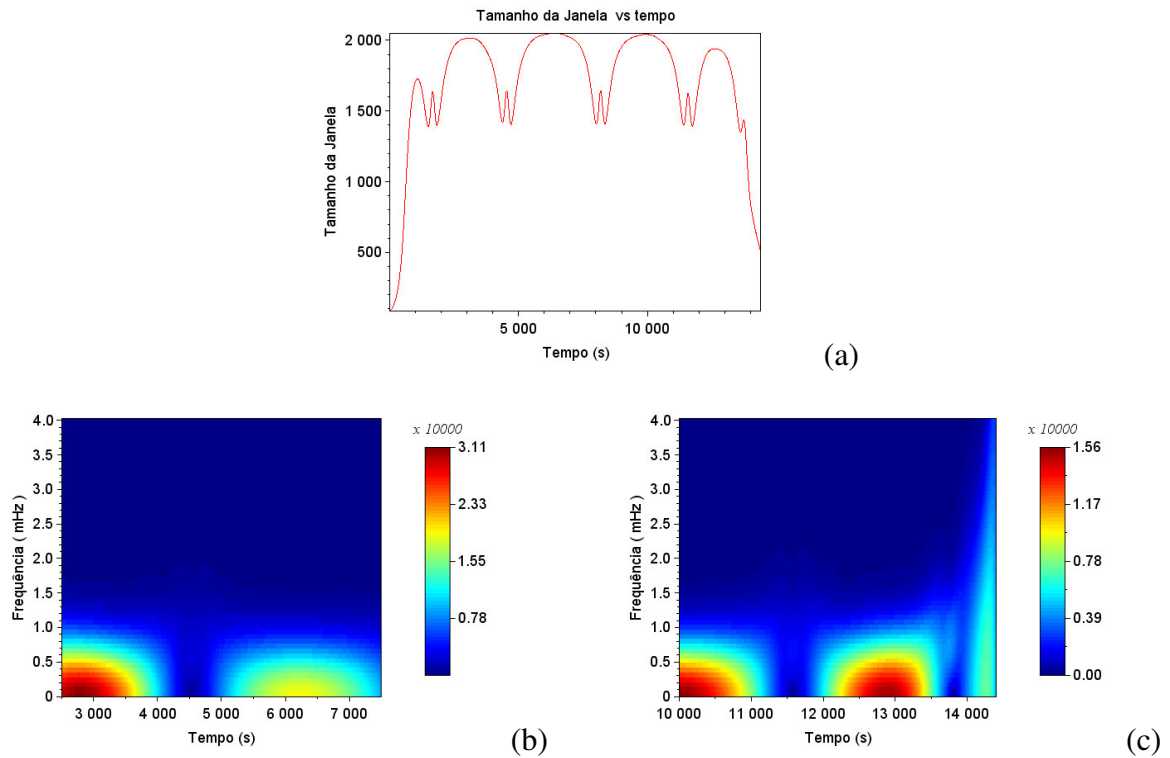 Tamanho da Janela vs tempo
2 000
1 500
1 000
500
Tamanho da Janela
5 000 10 000
Tempo (s)
(a)
4.0
3.5
3.0
2.5
2.0
1.5
1.0
0.5
0
Frequência ( mHz )
3 000 4 000 5 000 6 000 7 000
Tempo (s)
x 10000
3.11
2.33
1.55
0.78
(b)
4.0
3.5
3.0
2.5
2.0
1.5
1.0
0.5
0
Frequência ( mHz )
10 000 11 000 12 000 13 000 14 000
Tempo (s)
x 10000
1.56
1.17
0.78
0.39
0.00
(c)